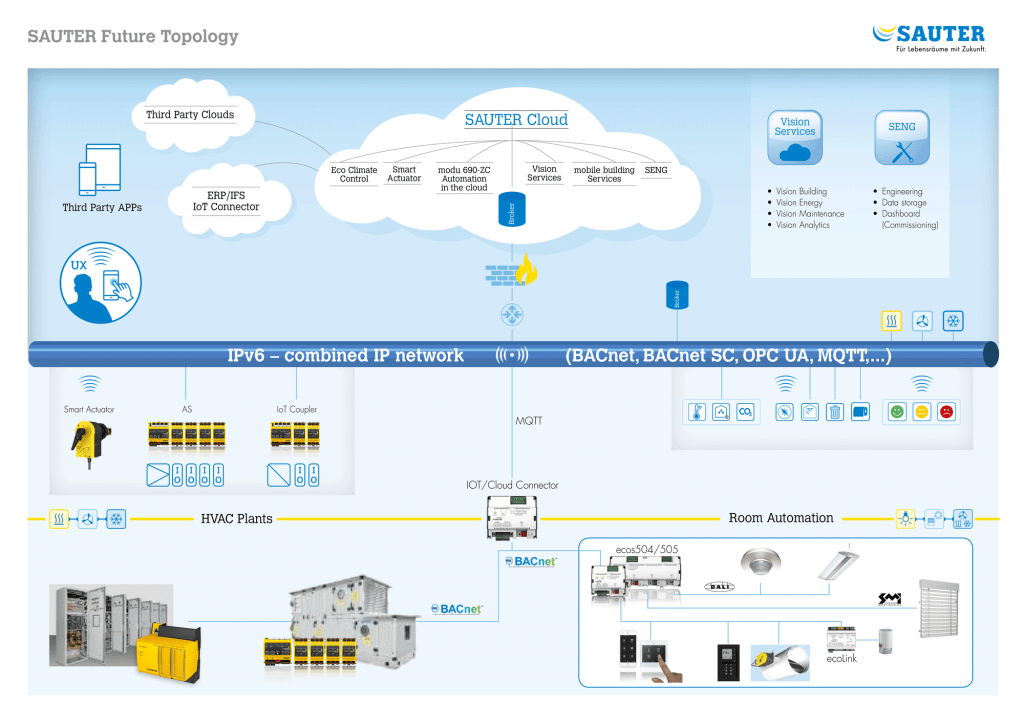 SAUTER Future Topology
SAUTER
Für Lebensräume mit Zukunft.
Third Party Clouds
SAUTER Cloud
Vision
Services
SENG
Eco Climate
Control
Smart
Actuator
modu 690-ZC
Automation
in the cloud
Vision
Services
mobile building
Services
SENG
Third Party APPs
ERP/IFS
IoT Connector
Broker
• Vision Building
• Vision Energy
• Vision Maintenance
• Vision Analytics
• Engineering
• Data storage
• Dashboard
(Commissioning)
UX
Broker
IPv6 – combined IP network
(BACnet, BACnet SC, OPC UA, MQTT,...)
Smart Actuator
AS
IoT Coupler
CO2
MQTT
IOT/Cloud Connector
HVAC Plants
Room Automation
BACnet
ecos504/505
DALI
SMI
BACnet
ecoLink